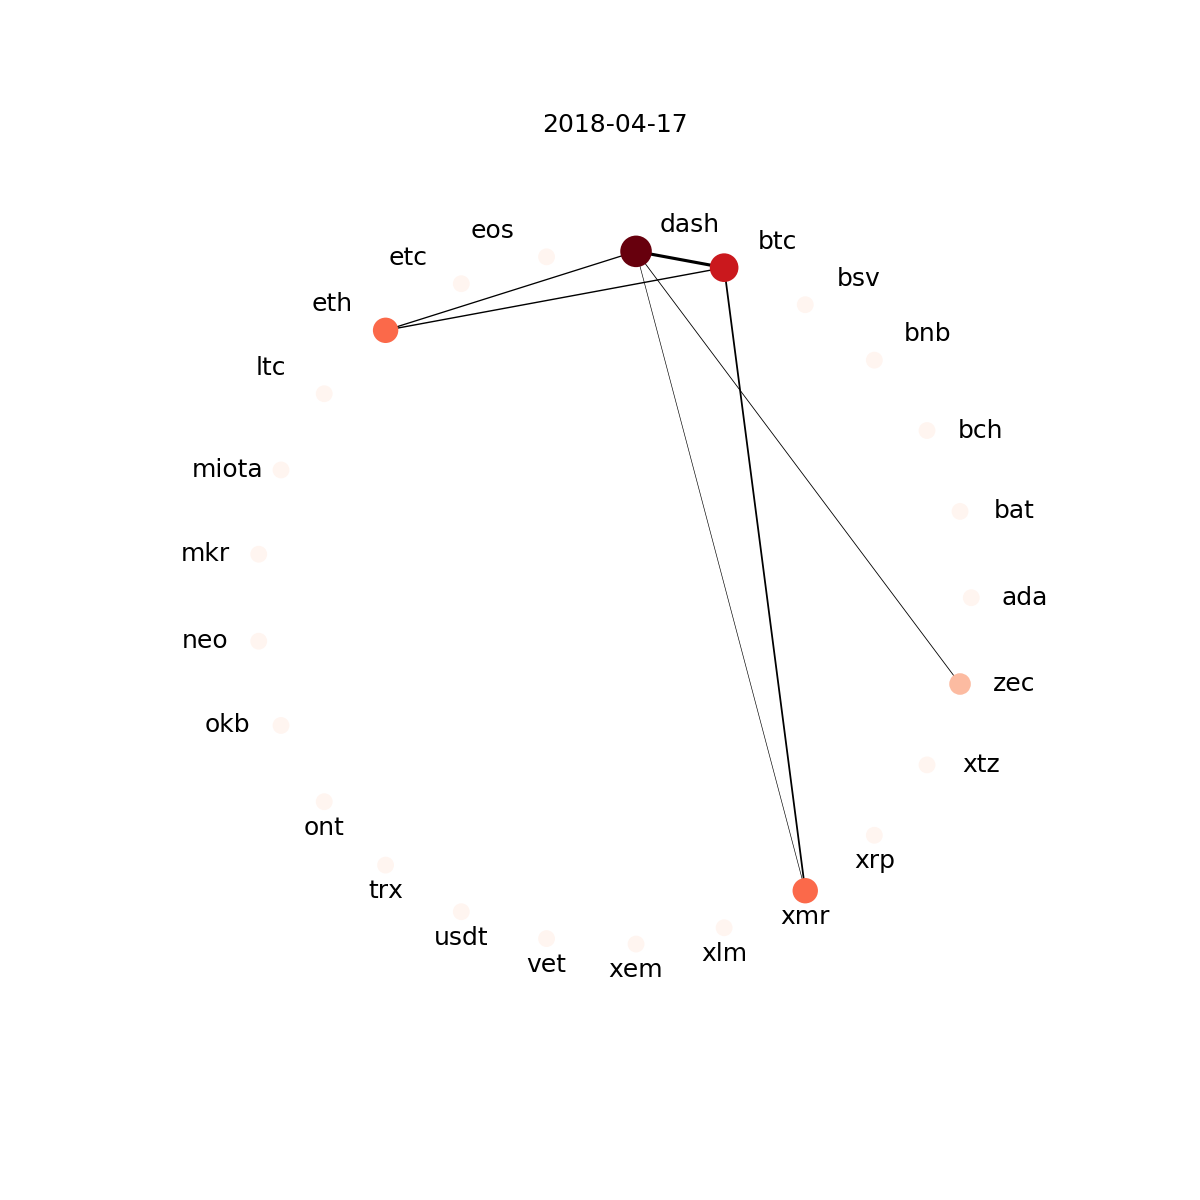 2018-04-17
dash
btc
eos
etc
bsv
eth
bnb
ltc
bch
miota
bat
mkr
ada
neo
zec
okb
xtz
ont
xrp
trx
xmr
usdt
xlm
vet
xem